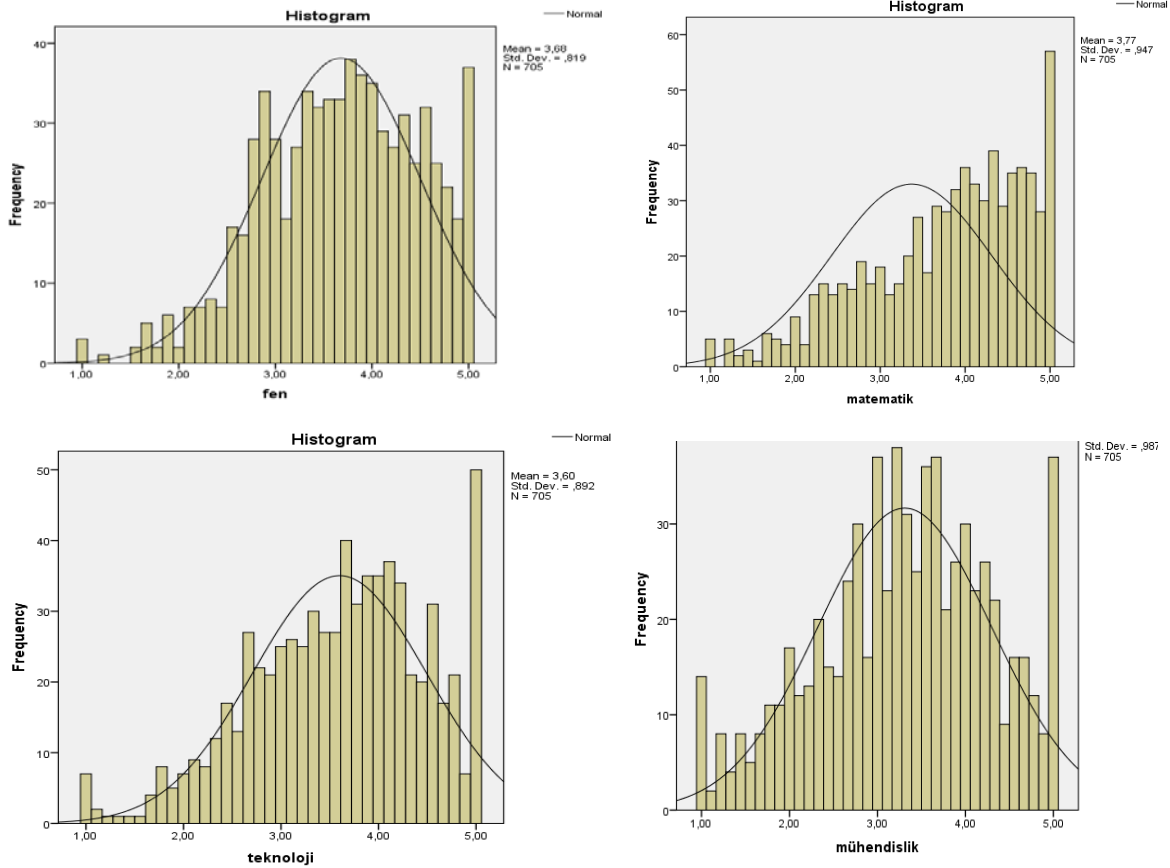 Histogram
Normal
Mean = 3,68
Std. Dev. = ,819
N = 705
Frequency
40
30
20
10
0
1,00 2,00 3,00 4,00 5,00
fen
Histogram
Normal
Mean = 3,77
Std. Dev. = ,947
N = 705
Frequency
60
50
40
30
20
10
0
1,00 2,00 3,00 4,00 5,00
matematik
Histogram
Normal
Mean = 3,60
Std. Dev. = ,892
N = 705
Frequency
50
40
30
20
10
0
1,00 2,00 3,00 4,00 5,00
teknoloji
Std. Dev. = ,987
N = 705
Frequency
30
20
10
0
1,00 2,00 3,00 4,00 5,00
mühendislik